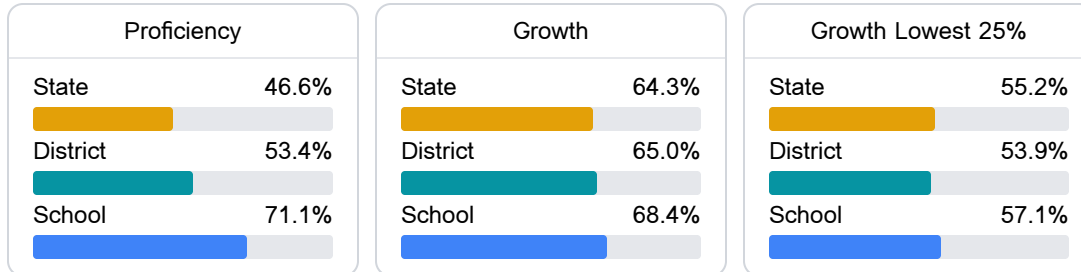 Proficiency
State 46.6%
District 53.4%
School 71.1%
Growth
State 64.3%
District 65.0%
School 68.4%
Growth Lowest 25%
State 55.2%
District 53.9%
School 57.1%